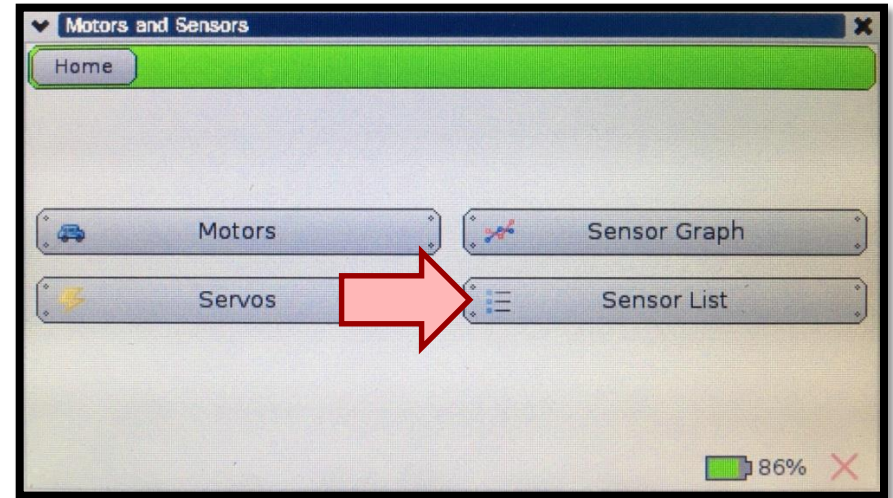 Motors and Sensors
Home
Motors
Sensor Graph
Servos
Sensor List
86%